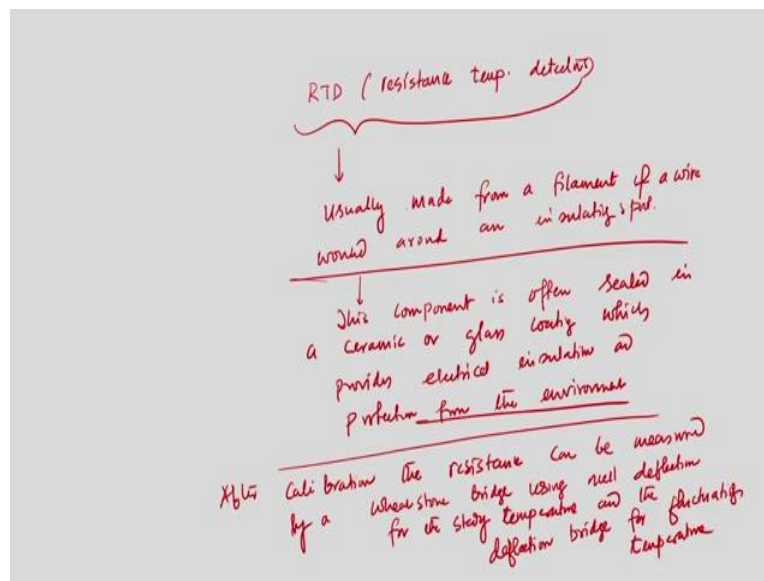 RTD (resistance temp. detector)
Usually made from a filament of a wire
wound around an insulating spool.
This component is often sealed in
a ceramic or glass coating which
provides electrical insulation and
protection from the environment
After Calibration the resistance can be measured
by a wheatstone bridge using null deflection
for the steady temperature and the
deflection bridge for fluctuating
temperature